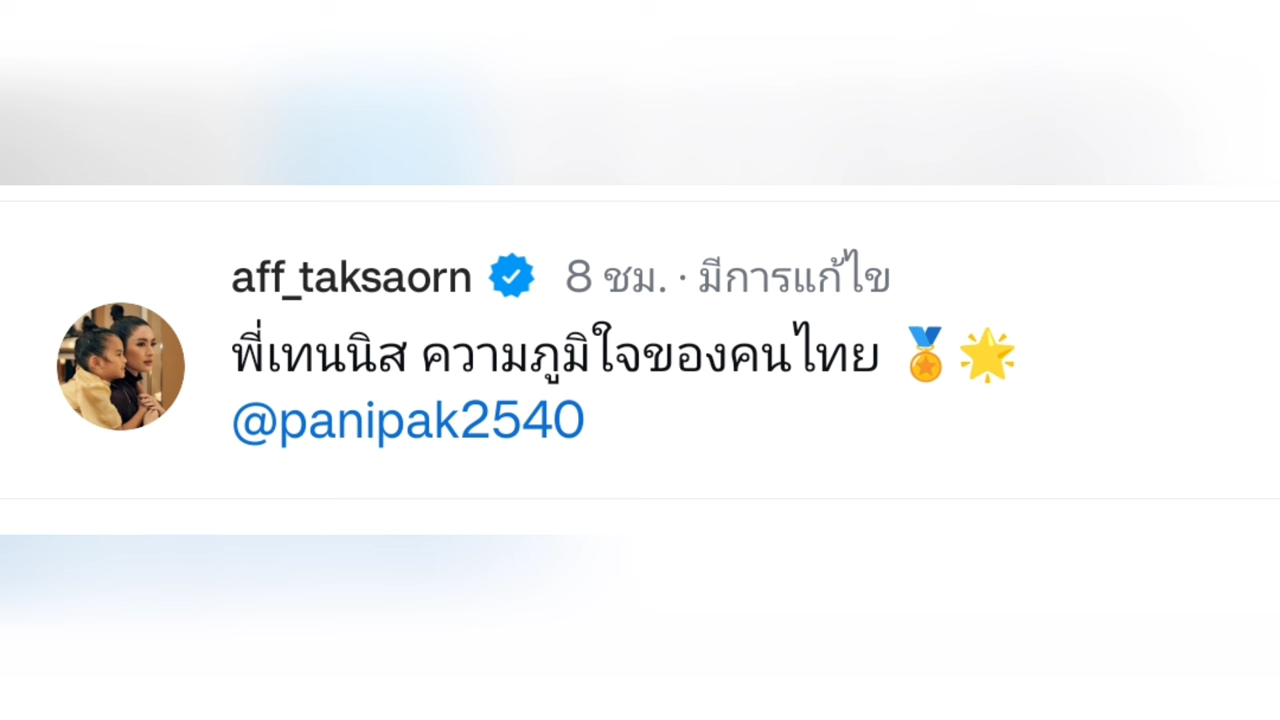 aff_taksaorn 8 ชม. · มีการแก้ไข
พี่เทนนิส ความภูมิใจของคนไทย 🏅🌟
@panipak2540